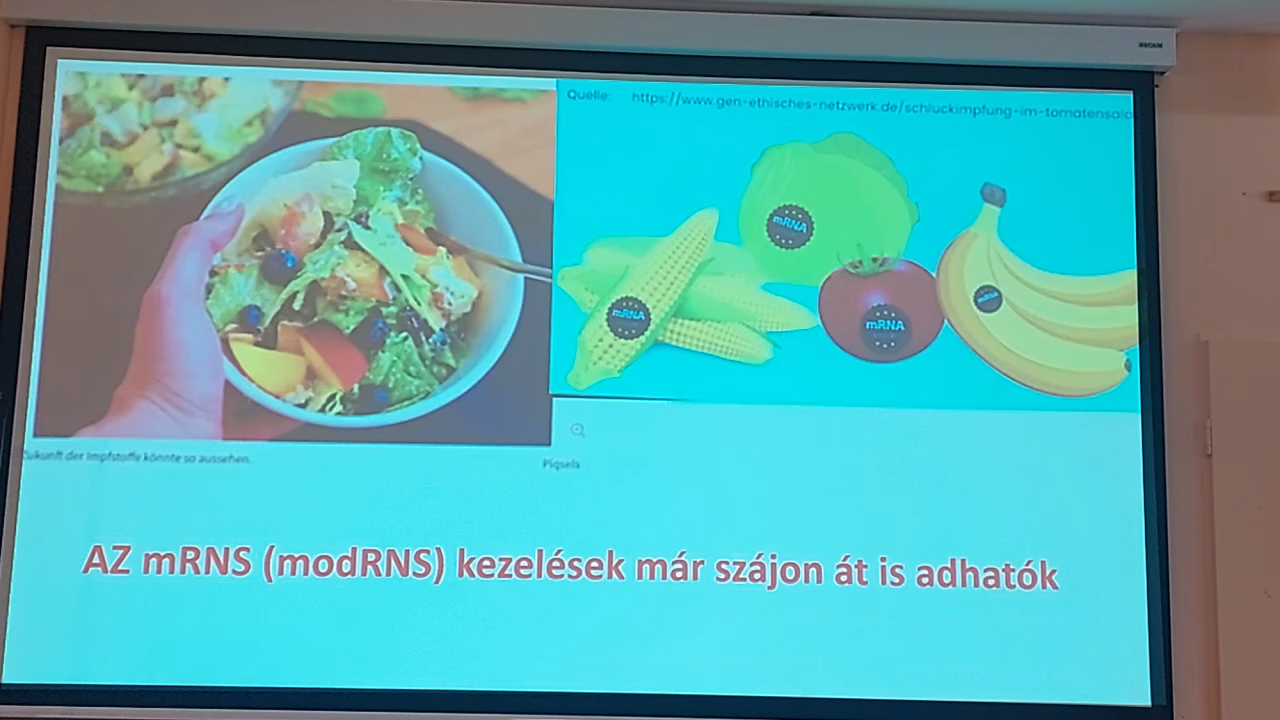 Quelle: https://www.gen-ethisches-netzwerk.de/schluckimpfung-im-tomatensala
mRNA
mRNA
mRNA
mRNA
Zukunft der Impfstoffe könnte so aussehen.
Piqsels
AZ mRNS (modRNS) kezelések már szájon át is adhatók